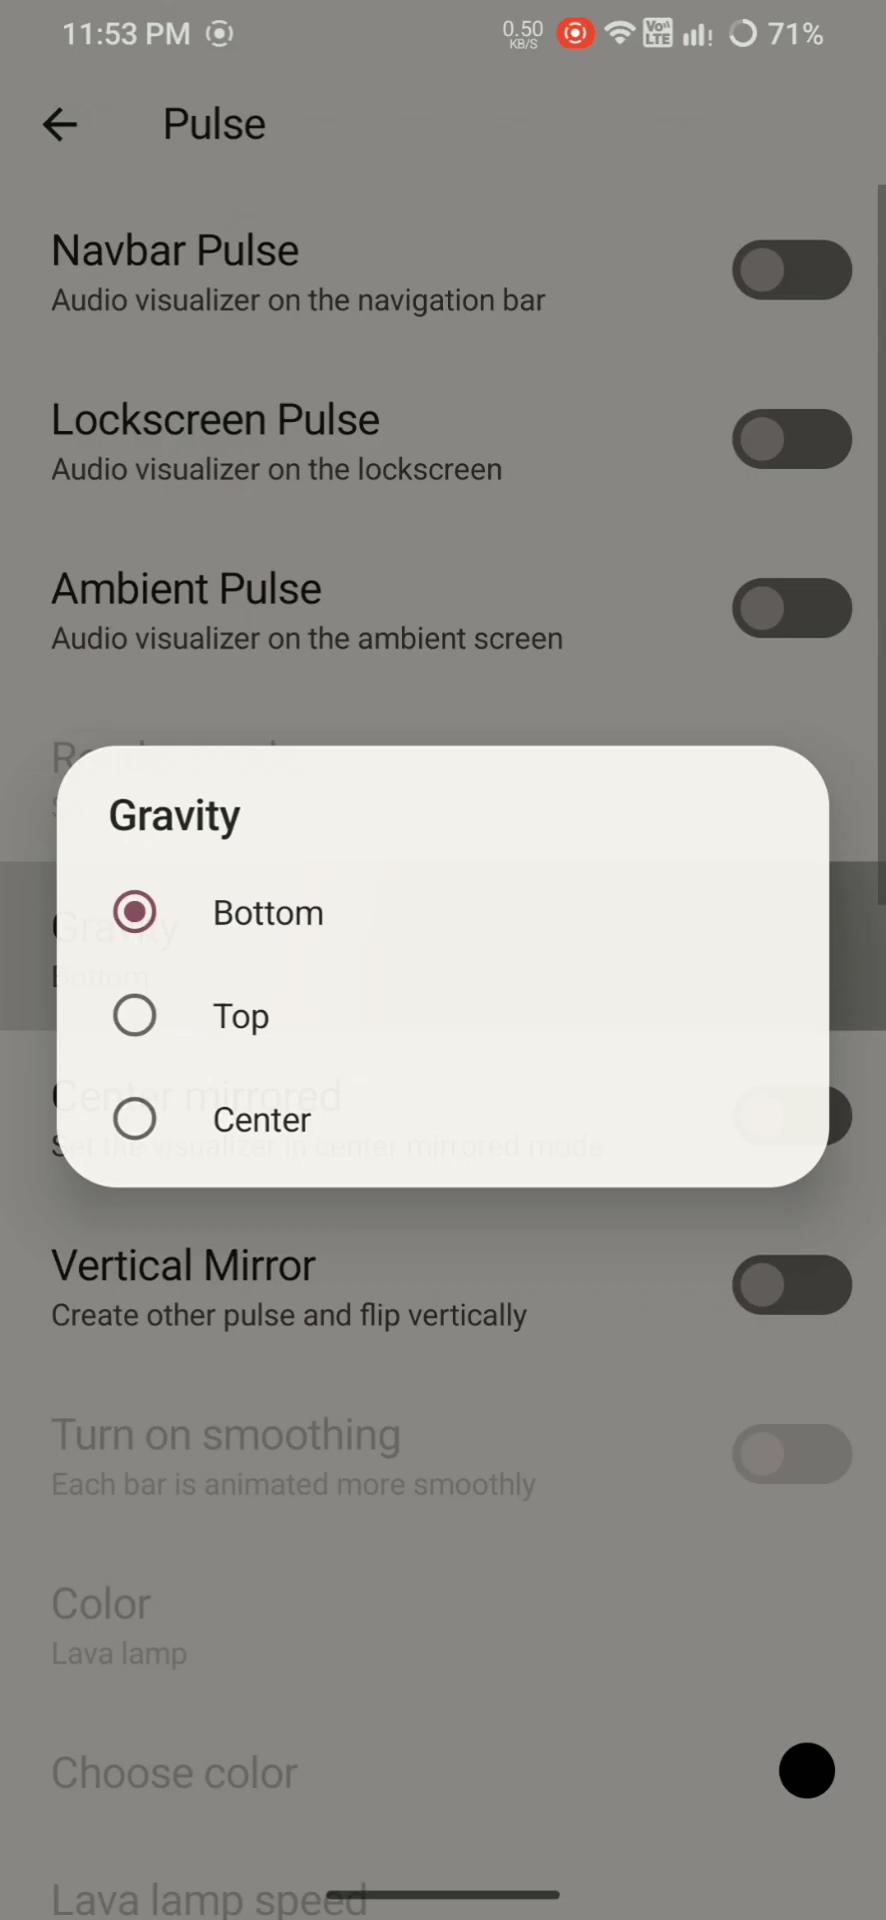 11:53 PM
0.50
KB/S
Vo
LTE
71%
Pulse
Navbar Pulse
Audio visualizer on the navigation bar
Lockscreen Pulse
Audio visualizer on the lockscreen
Ambient Pulse
Audio visualizer on the ambient screen
Gravity
Bottom
Top
Center
Gravity
Bottom
Center mirrored
Set the visualizer in center mirrored mode
Vertical Mirror
Create other pulse and flip vertically
Turn on smoothing
Each bar is animated more smoothly
Color
Lava lamp
Choose color
Lava lamp speed